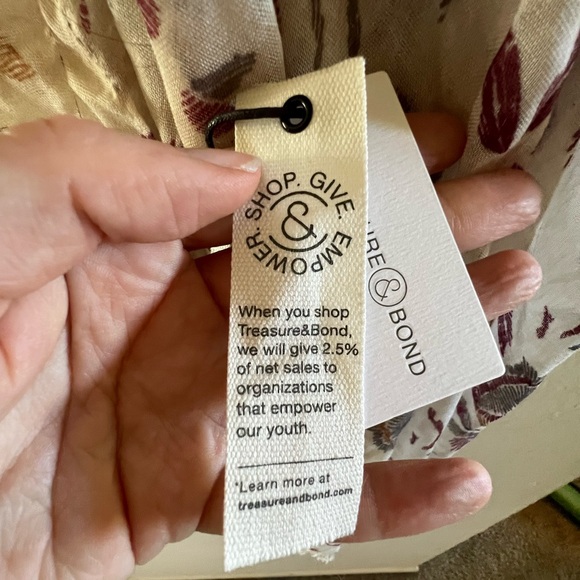 SHOP. GIVE. EMPOWER.
&
When you shop
Treasure&Bond,
we will give 2.5%
of net sales to
organizations
that empower
our youth.
*Learn more at
treasureandbond.com
URE & BOND